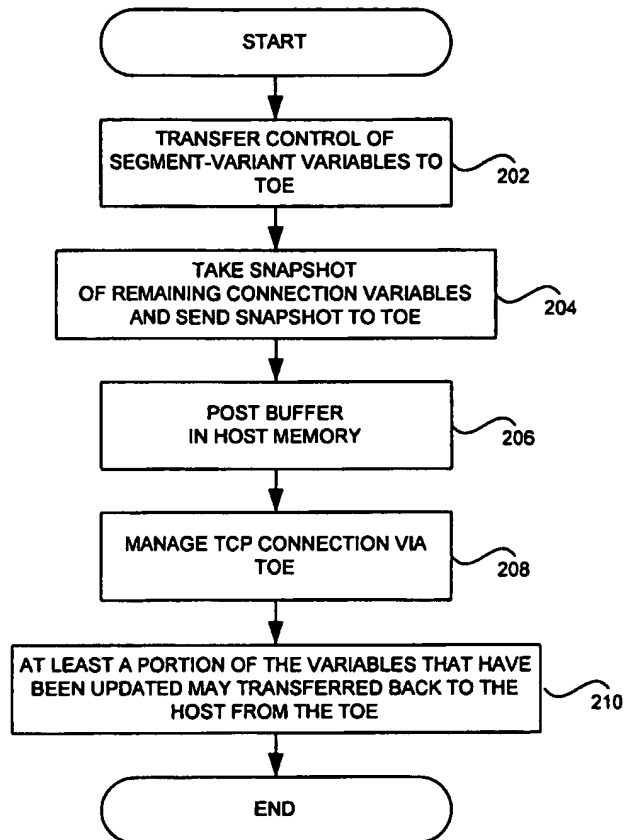 START
TRANSFER CONTROL OF
SEGMENT-VARIANT VARIABLES TO
TOE
202
TAKE SNAPSHOT
OF REMAINING CONNECTION VARIABLES
AND SEND SNAPSHOT TO TOE
204
POST BUFFER
IN HOST MEMORY
206
MANAGE TCP CONNECTION VIA
TOE
208
AT LEAST A PORTION OF THE VARIABLES THAT HAVE
BEEN UPDATED MAY TRANSFERRED BACK TO THE
HOST FROM THE TOE
210
END